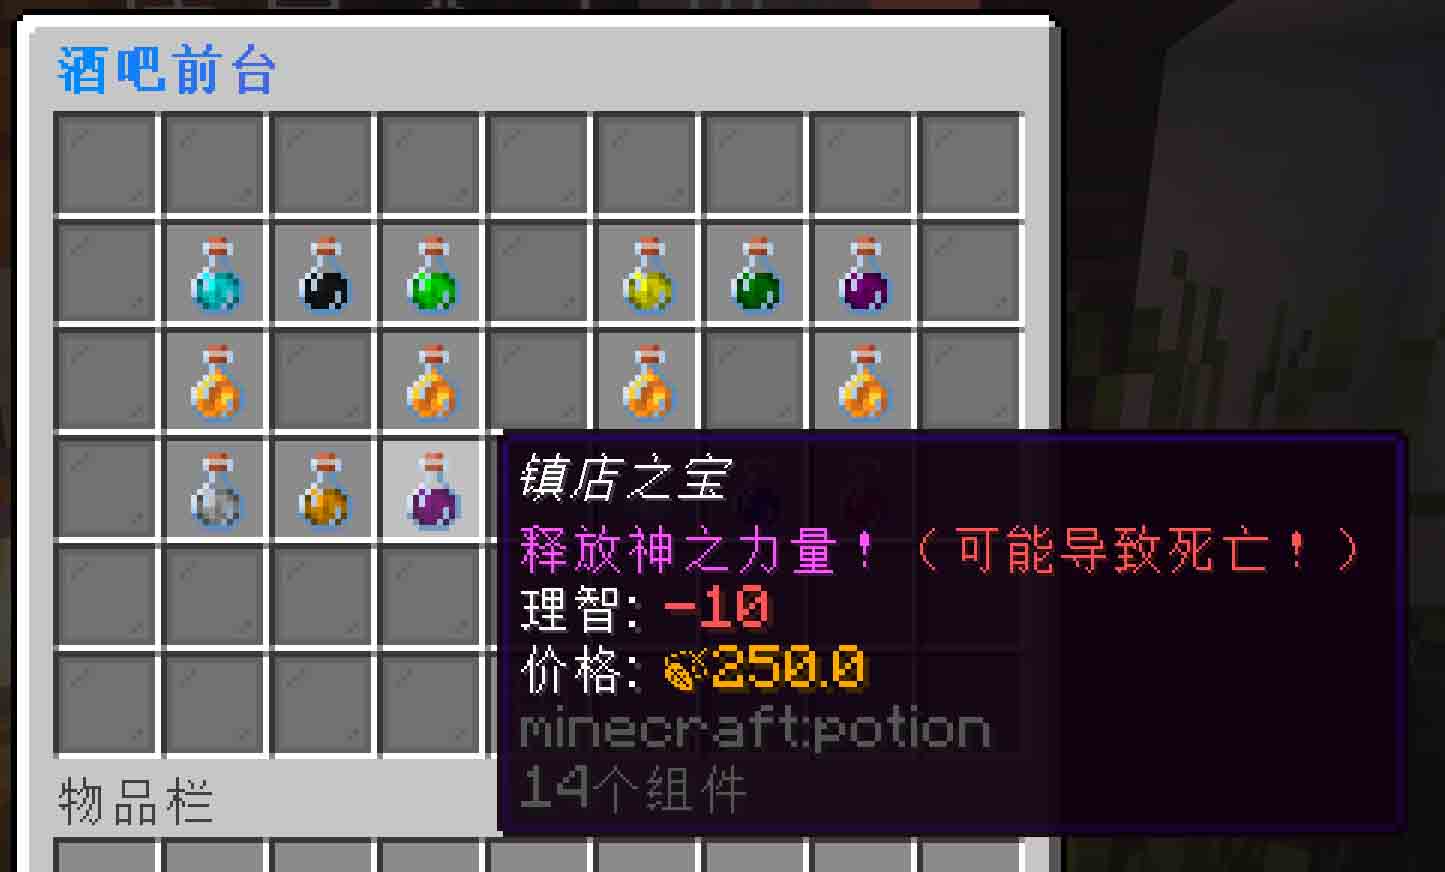 酒吧前台
镇店之宝
释放神之力量！（可能导致死亡！）
理智: -10
价格: 250.0
minecraft:potion
14个组件
物品栏